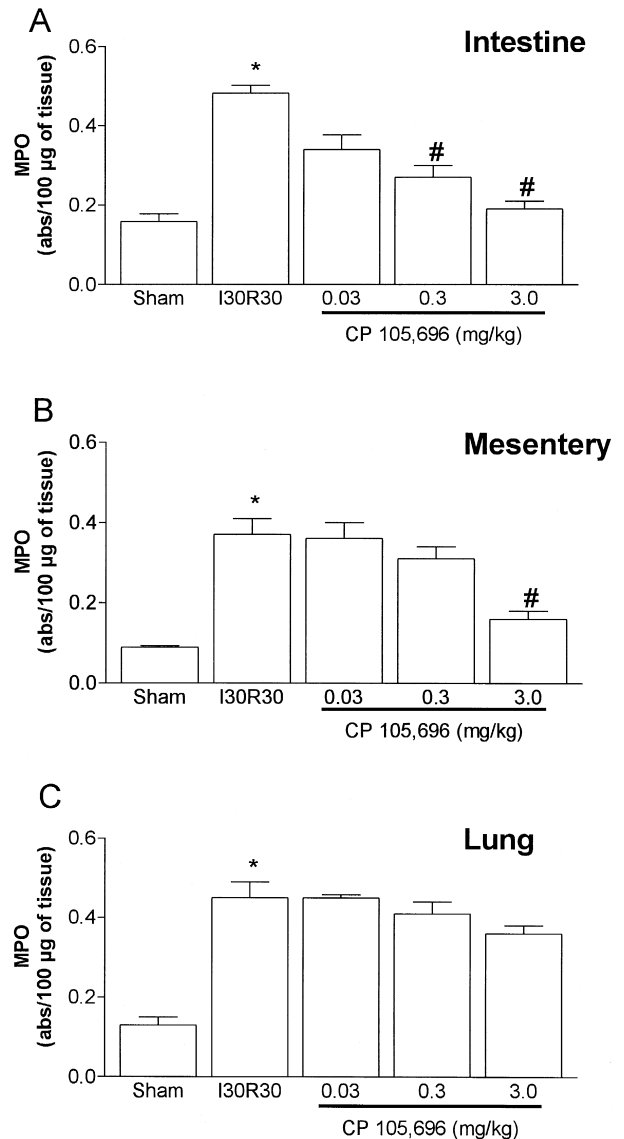 A
Intestine
MPO
(abs/100 µg of tissue)
0.6
0.4
0.2
0.0
*
#
#
Sham I30R30 0.03 0.3 3.0
CP 105,696 (mg/kg)
B
Mesentery
MPO
(abs/100 µg of tissue)
0.6
0.4
0.2
0.0
*
#
Sham I30R30 0.03 0.3 3.0
CP 105,696 (mg/kg)
C
Lung
MPO
(abs/100 µg of tissue)
0.6
0.4
0.2
0.0
*
Sham I30R30 0.03 0.3 3.0
CP 105,696 (mg/kg)